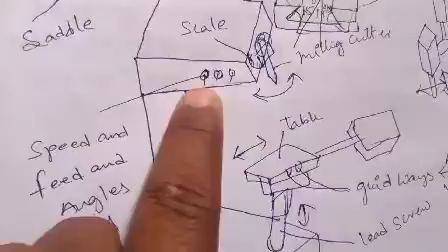 Saddle
Scale
milling cutter
Speed and
feed and
Angles
Table
guid ways
lead screw